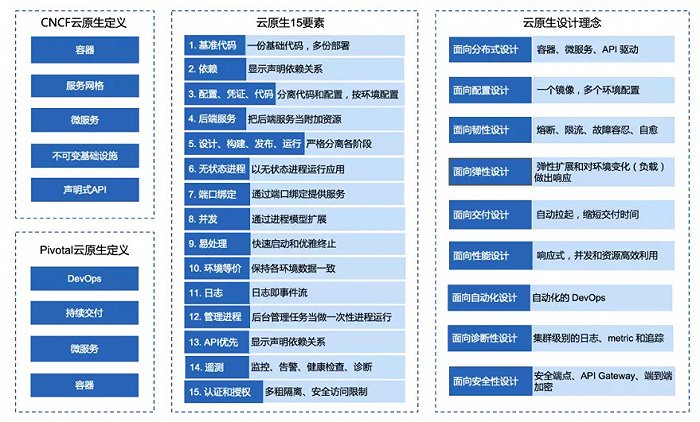 CNCF云原生定义
容器
服务网格
微服务
不可变基础设施
声明式API
Pivotal云原生定义
DevOps
持续交付
微服务
容器
云原生15要素
1. 基准代码 一份基础代码，多份部署
2. 依赖 显示声明依赖关系
3. 配置、凭证、代码 分离代码和配置，按环境配置
4. 后端服务 把后端服务当附加资源
5. 设计、构建、发布、运行 严格分离各阶段
6. 无状态进程 以无状态进程运行应用
7. 端口绑定 通过端口绑定提供服务
8. 并发 通过进程模型扩展
9. 易处理 快速启动和优雅终止
10. 环境等价 保持各环境数据一致
11. 日志 日志即事件流
12. 管理进程 后台管理任务当做一次性进程运行
13. API优先 显示声明依赖关系
14. 遥测 监控、告警、健康检查、诊断
15. 认证和授权 多租隔离、安全访问限制
云原生设计理念
面向分布式设计 容器、微服务、API 驱动
面向配置设计 一个镜像，多个环境配置
面向韧性设计 熔断、限流、故障容忍、自愈
面向弹性设计 弹性扩展和对环境变化（负载）
做出响应
面向交付设计 自动拉起，缩短交付时间
面向性能设计 响应式，并发和资源高效利用
面向自动化设计 自动化的 DevOps
面向诊断性设计 集群级别的日志、metric 和追踪
面向安全性设计 安全端点、API Gateway、端到端
加密